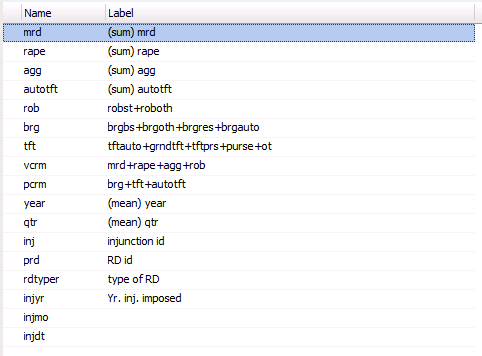 Name Label
mrd (sum) mrd
rape (sum) rape
agg (sum) agg
autotft (sum) autotft
rob robst+roboth
brg brgbs+brgoth+brgres+brgauto
tft tftauto+grndtft+tftprs+purse+ot
vcrm mrd+rape+agg+rob
pcrm brg+tft+autotft
year (mean) year
qtr (mean) qtr
inj injunction id
prd RD id
rdtyper type of RD
injyr Yr. inj. imposed
injmo
injdt